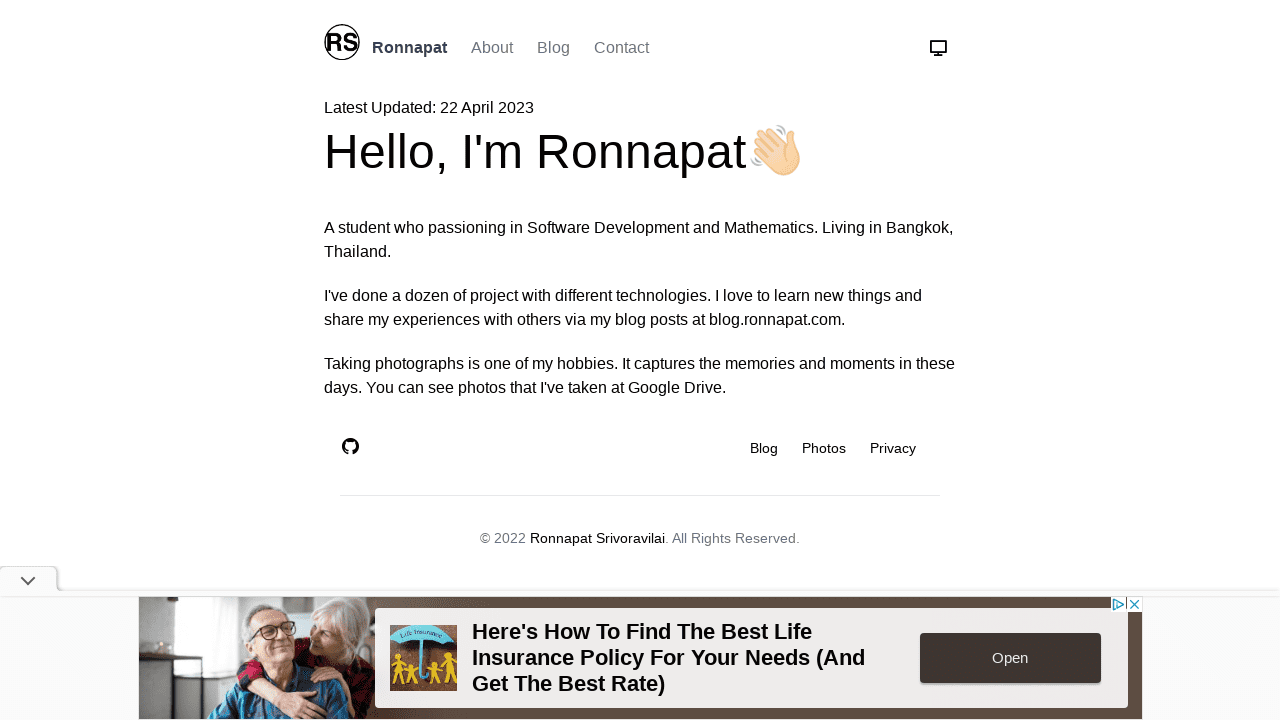 RS
Ronnapat About Blog Contact
Latest Updated: 22 April 2023
Hello, I'm Ronnapat👋🏼
A student who passioning in Software Development and Mathematics. Living in Bangkok,
Thailand.
I've done a dozen of project with different technologies. I love to learn new things and
share my experiences with others via my blog posts at blog.ronnapat.com.
Taking photographs is one of my hobbies. It captures the memories and moments in these
days. You can see photos that I've taken at Google Drive.
Blog Photos Privacy
© 2022 Ronnapat Srivoravilai. All Rights Reserved.
Life Insurance
Here's How To Find The Best Life
Insurance Policy For Your Needs (And
Get The Best Rate)
Open